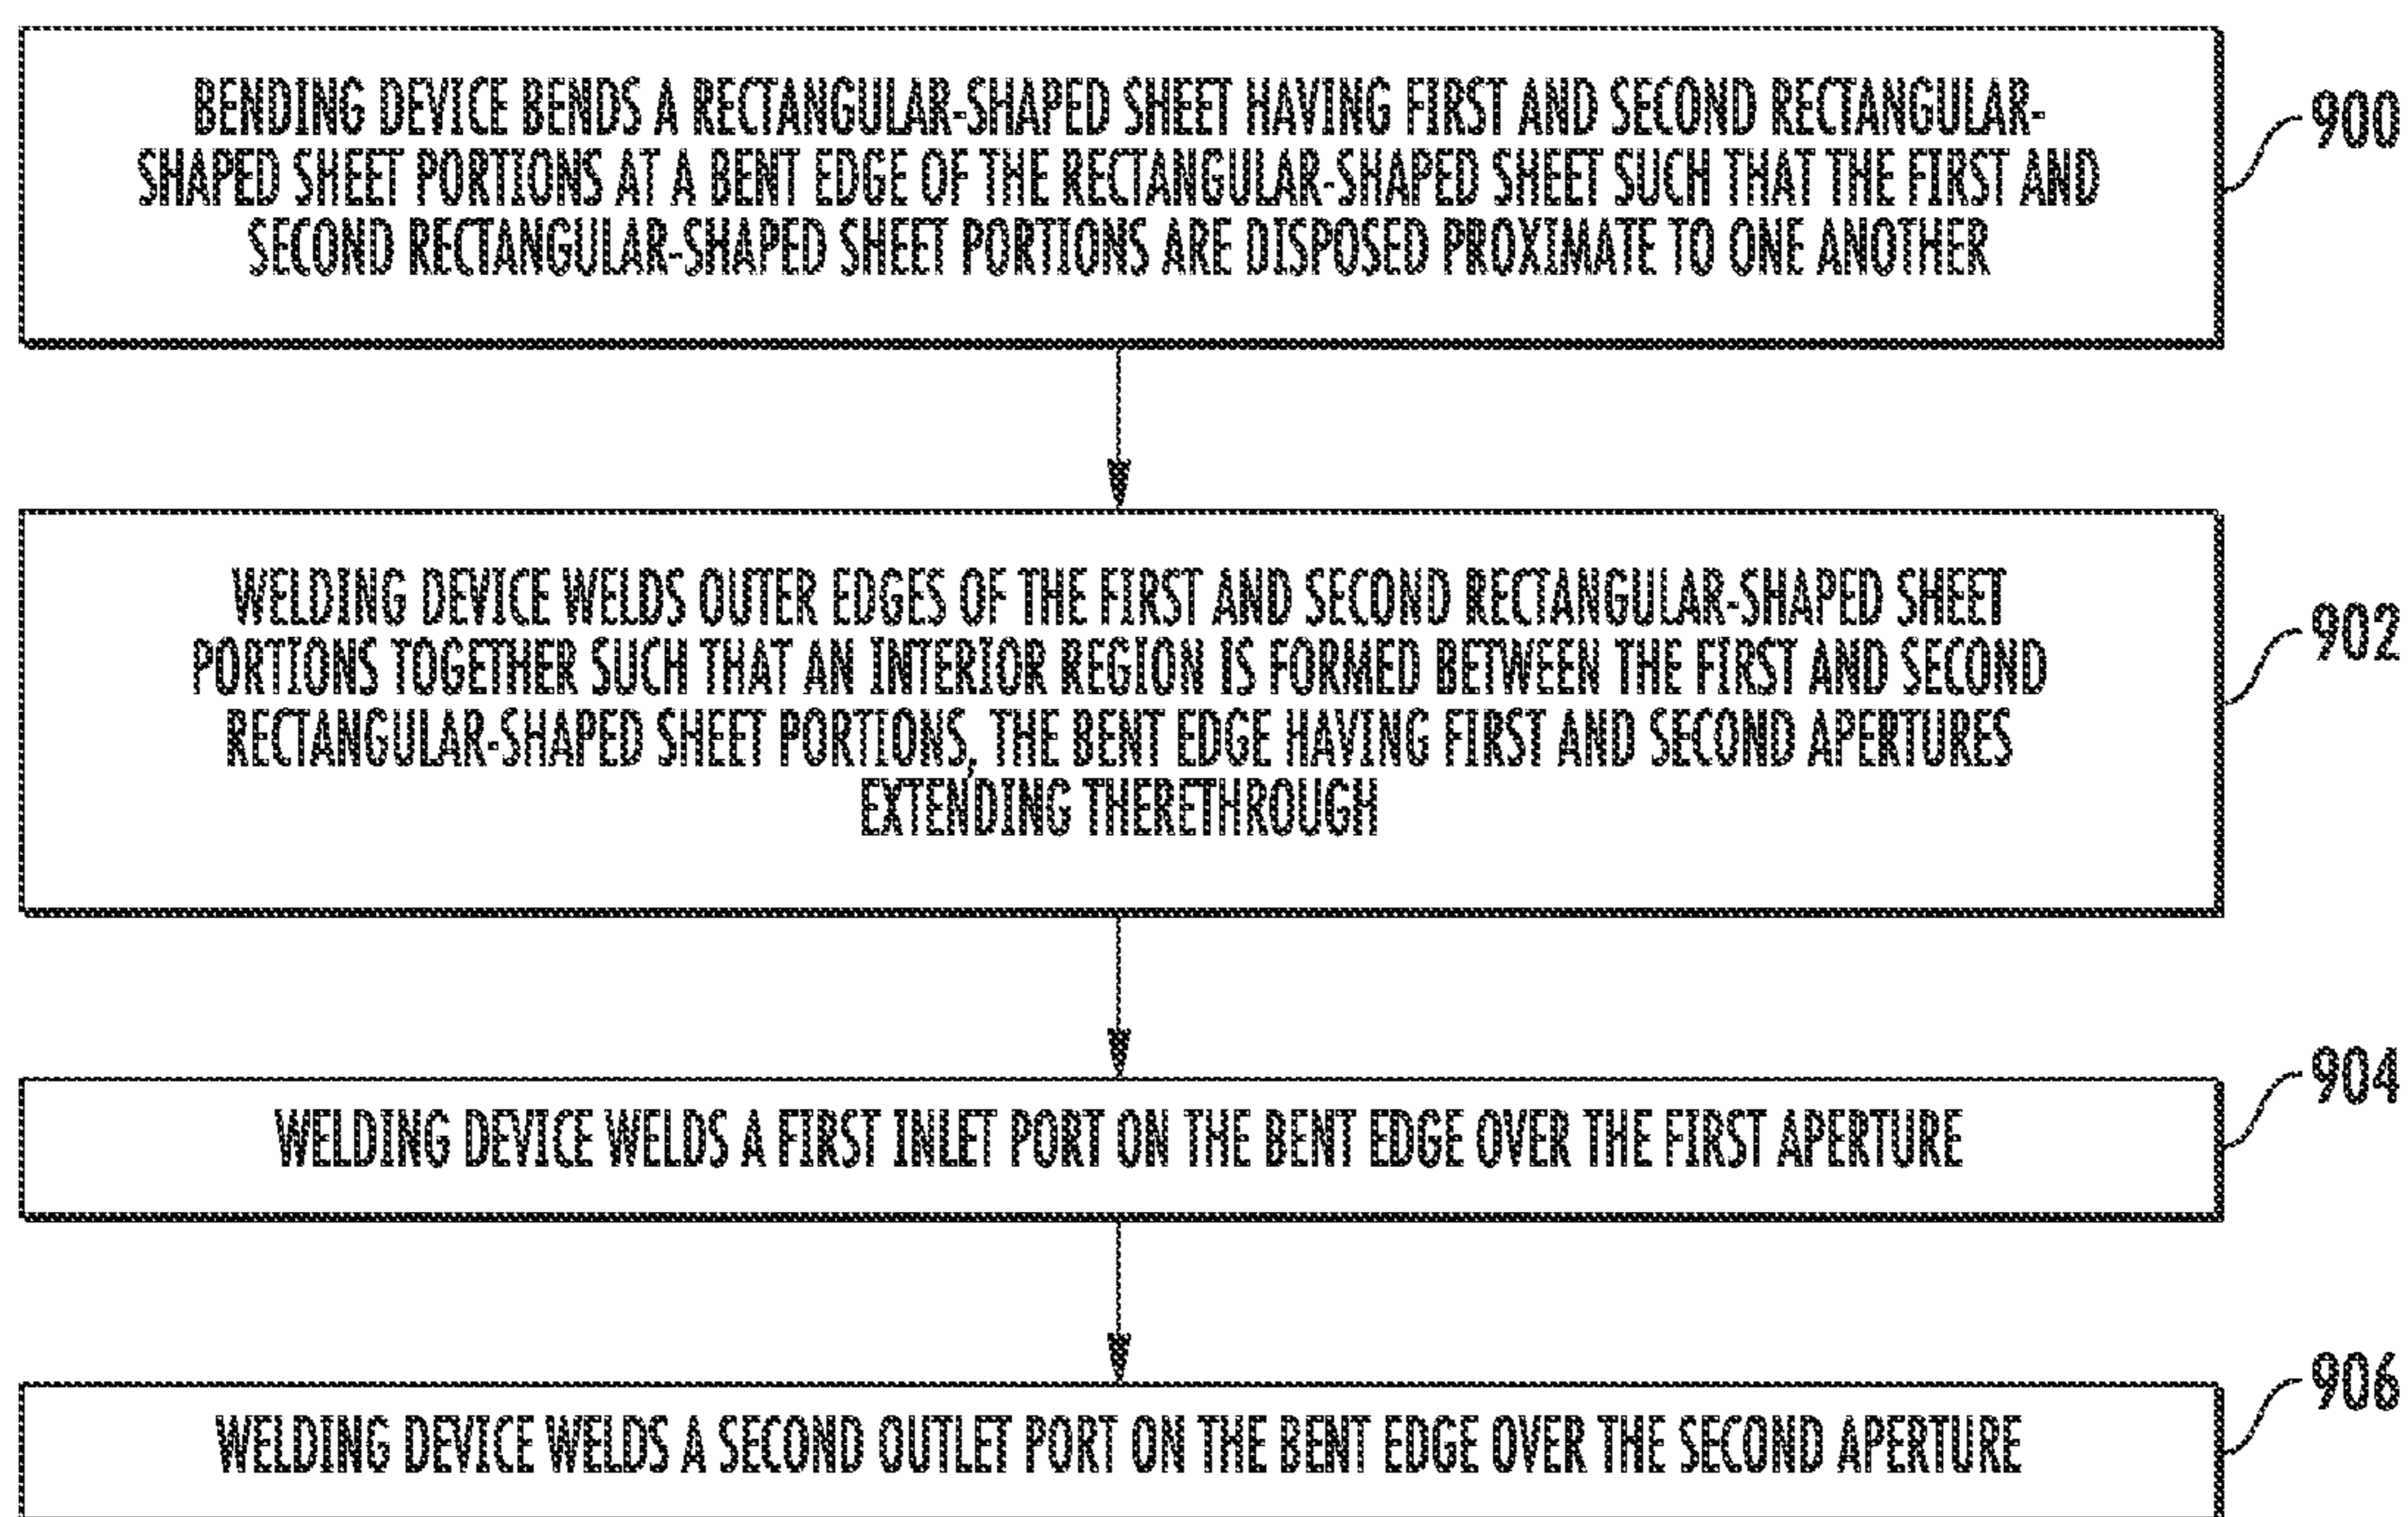 BENDING DEVICE BENDS A RECTANGULAR-SHAPED SHEET HAVING FIRST AND SECOND RECTANGULAR-
SHAPED SHEET PORTIONS AT A BENT EDGE OF THE RECTANGULAR-SHAPED SHEET SUCH THAT THE FIRST AND
SECOND RECTANGULAR-SHAPED SHEET PORTIONS ARE DISPOSED PROXIMATE TO ONE ANOTHER
900
WELDING DEVICE WELDS OUTER EDGES OF THE FIRST AND SECOND RECTANGULAR-SHAPED SHEET
PORTIONS TOGETHER SUCH THAT AN INTERIOR REGION IS FORMED BETWEEN THE FIRST AND SECOND
RECTANGULAR-SHAPED SHEET PORTIONS, THE BENT EDGE HAVING FIRST AND SECOND APERTURES
EXTENDING THERETHROUGH
902
WELDING DEVICE WELDS A FIRST INLET PORT ON THE BENT EDGE OVER THE FIRST APERTURE
904
WELDING DEVICE WELDS A SECOND OUTLET PORT ON THE BENT EDGE OVER THE SECOND APERTURE
906